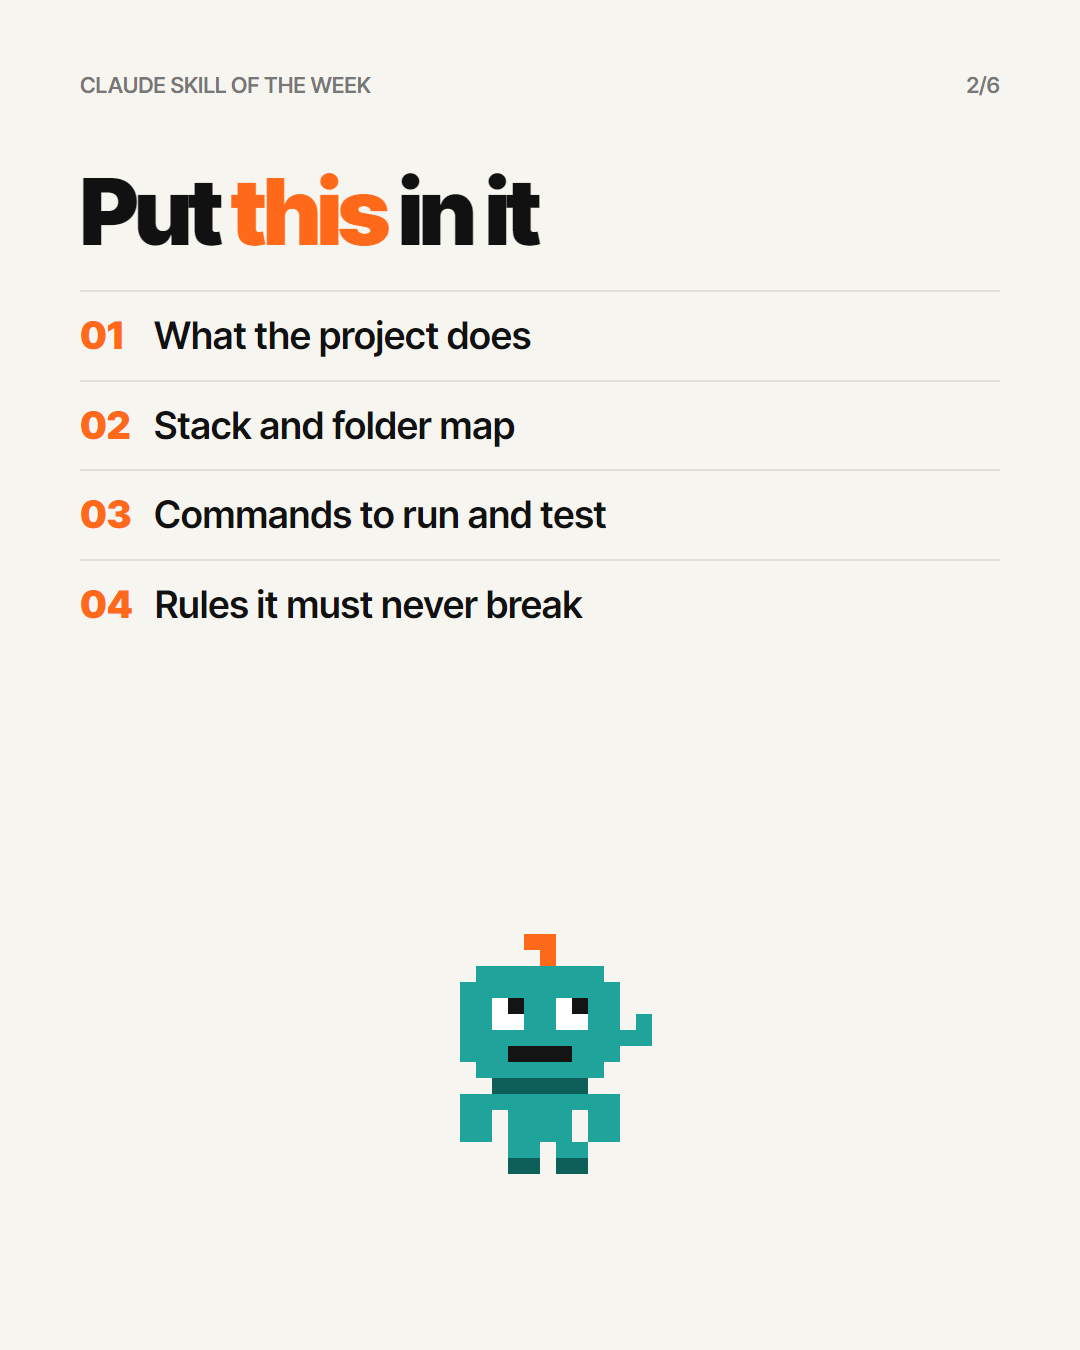 CLAUDE SKILL OF THE WEEK
2/6
Put this in it
01 What the project does
02 Stack and folder map
03 Commands to run and test
04 Rules it must never break